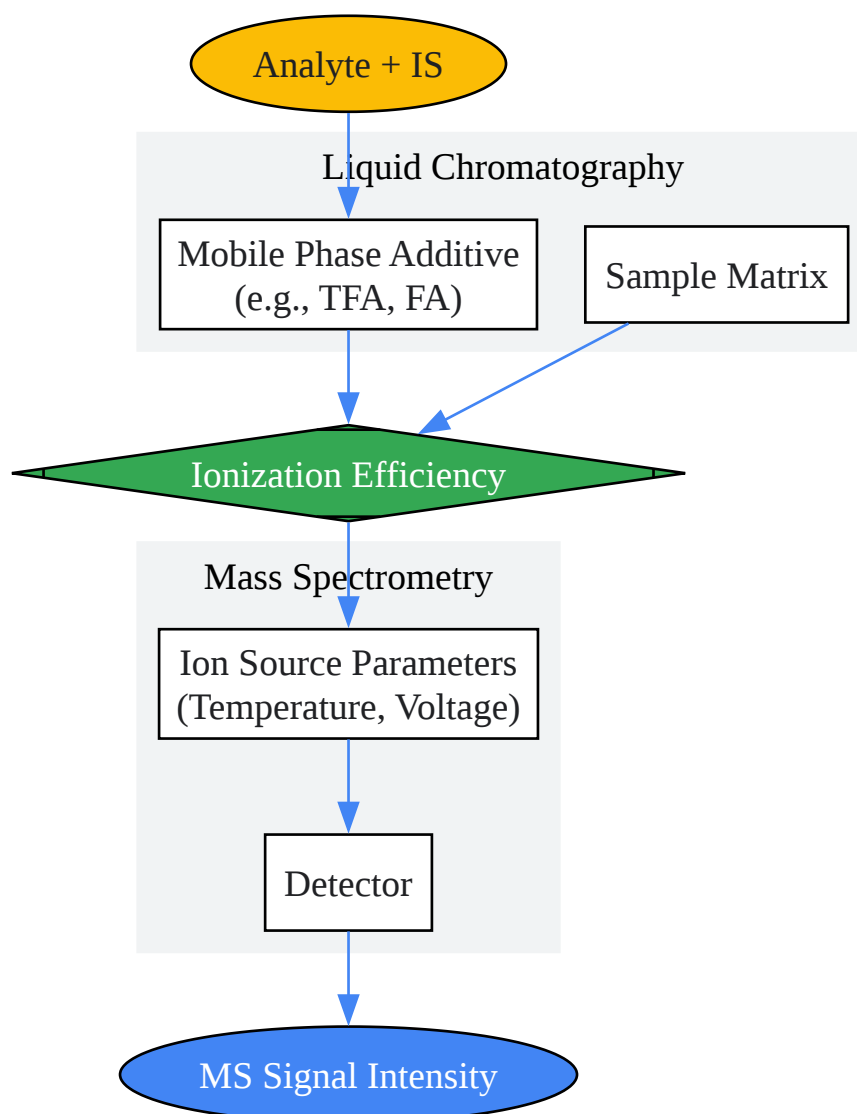 Analyte + IS
Liquid Chromatography
Mobile Phase Additive
(e.g., TFA, FA)
Sample Matrix
Ionization Efficiency
Mass Spectrometry
Ion Source Parameters
(Temperature, Voltage)
Detector
MS Signal Intensity